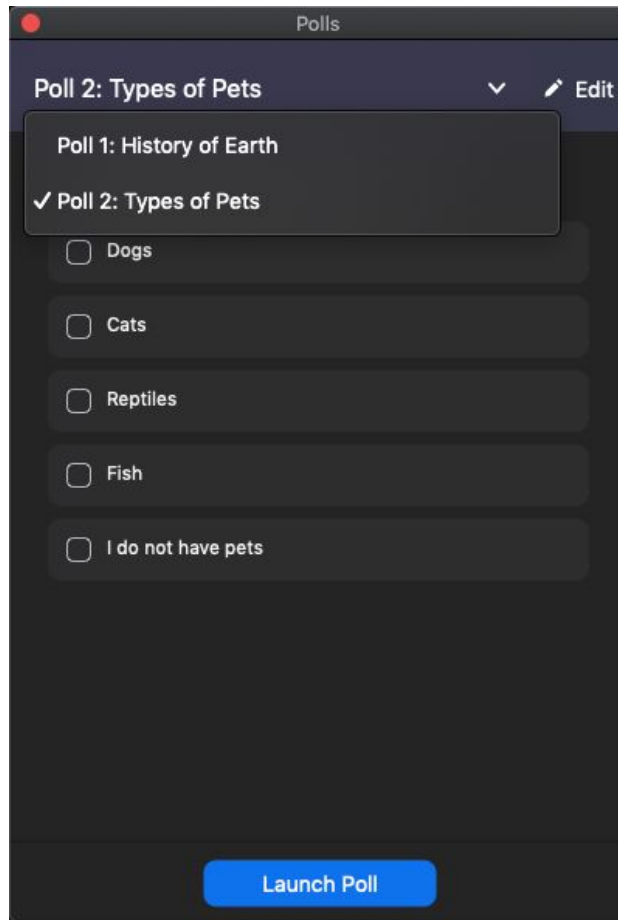 Polls
Poll 2: Types of Pets
Edit
Poll 1: History of Earth
✓ Poll 2: Types of Pets
Dogs
Cats
Reptiles
Fish
I do not have pets
Launch Poll